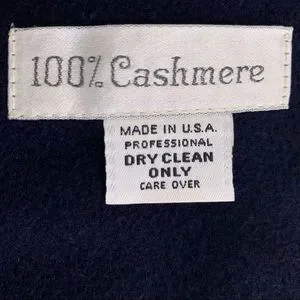 100% Cashmere
MADE IN U.S.A.
PROFESSIONAL
DRY CLEAN
ONLY
CARE OVER